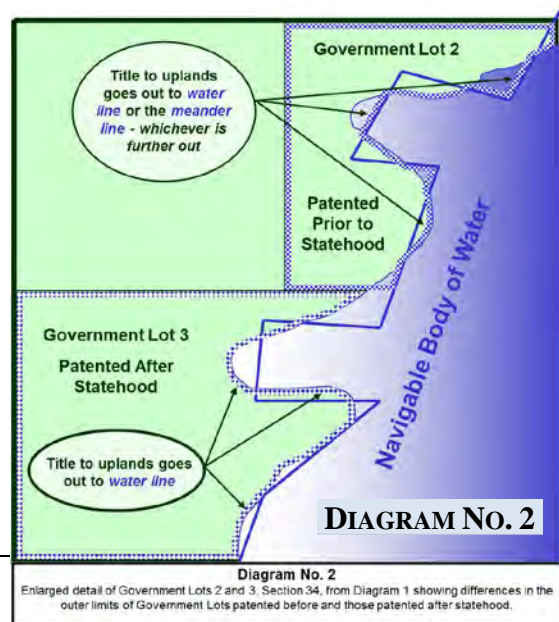 Government Lot 2
Title to uplands
goes out to water
line or the meander
line - whichever is
further out
Patented
Prior to
Statehood
Navigable Body of Water
Government Lot 3
Patented After
Statehood
Title to uplands goes
out to water line
DIAGRAM NO. 2
Diagram No. 2
Enlarged detail of Government Lots 2 and 3, Section 34, from Diagram 1 showing differences in the
outer limits of Government Lots patented before and those patented after statehood.